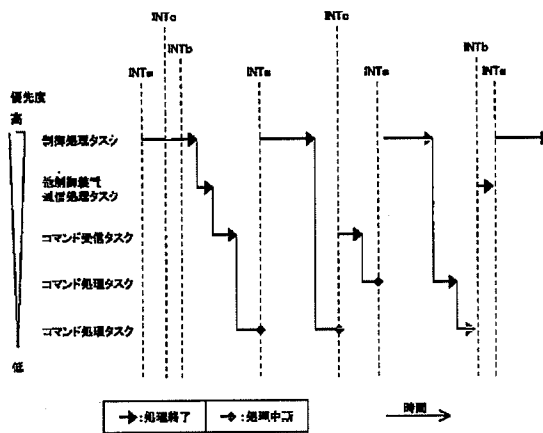 INTc
INTc
INTb
INTb
INTa
INTa
INTa
INTa
優先度
高
制御処理タスク
他制御装置
通信処理タスク
コマンド受信タスク
コマンド処理タスク
コマンド処理タスク
低
:処理終了
:処理中断
時間